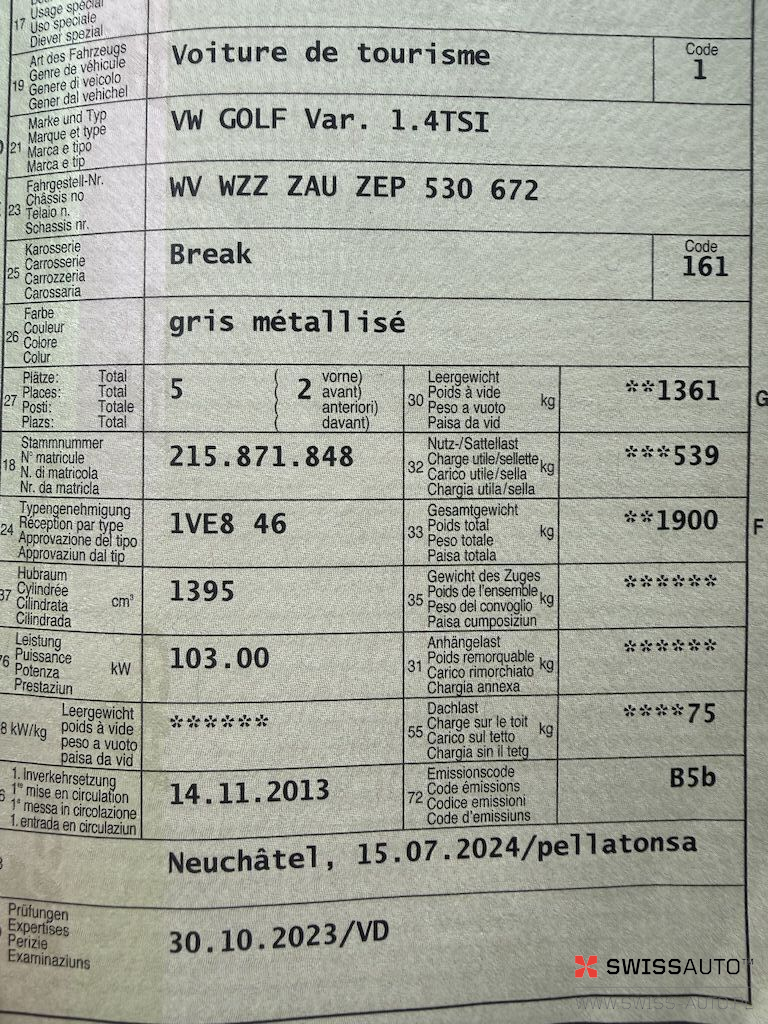 17 Usage spécial
Uso speciale
Diever spezial
19 Art des Fahrzeugs
Genre de véhicule
Genere di veicolo
Gener dal vehichel
Voiture de tourisme
Code
1
21 Marke und Typ
Marque et type
Marca e tipo
Marca e tip
VW GOLF Var. 1.4TSI
23 Fahrgestell-Nr.
Châssis no
Telaio n.
Schassis nr.
WV WZZ ZAU ZEP 530 672
25 Karosserie
Carrosserie
Carrozzeria
Carossaria
Break
Code
161
26 Farbe
Couleur
Colore
Colur
gris métallisé
27 Plätze: Total
Places: Total
Posti: Totale
Plazs: Total
5 ( 2 vorne)
avant)
anteriori)
davant)
30 Leergewicht
Poids à vide
Peso a vuoto
Paisa da vid
kg
**1361
G
18 Stammnummer
N° matricule
N. di matricola
Nr. da matricla
215.871.848
32 Nutz-/Sattellast
Charge utile/sellette
Carico utile/sella
Chargia utila/sella
kg
***539
24 Typengenehmigung
Réception par type
Approvazione del tipo
Approvaziun dal tip
1VE8 46
33 Gesamtgewicht
Poids total
Peso totale
Paisa totala
kg
**1900
F
37 Hubraum
Cylindrée
Cilindrata
Cilindrada
cm³
1395
35 Gewicht des Zuges
Poids de l'ensemble
Peso del convoglio
Paisa cumposiziun
kg
******
76 Leistung
Puissance
Potenza
Prestaziun
kW
103.00
31 Anhängelast
Poids remorquable
Carico rimorchiato
Chargia annexa
kg
******
8 kW/kg Leergewicht
poids à vide
peso a vuoto
paisa da vid
******
55 Dachlast
Charge sur le toit
Carico sul tetto
Chargia sin il tetg
kg
****75
6 1. Inverkehrsetzung
1re mise en circulation
1a messa in circolazione
1. entrada en circulaziun
14.11.2013
72 Emissionscode
Code émissions
Codice emissioni
Code d'emissiuns
B5b
Neuchâtel, 15.07.2024/pellatonsa
Prüfungen
Expertises
Perizie
Examinaziuns
30.10.2023/VD
SWISSAUTO™